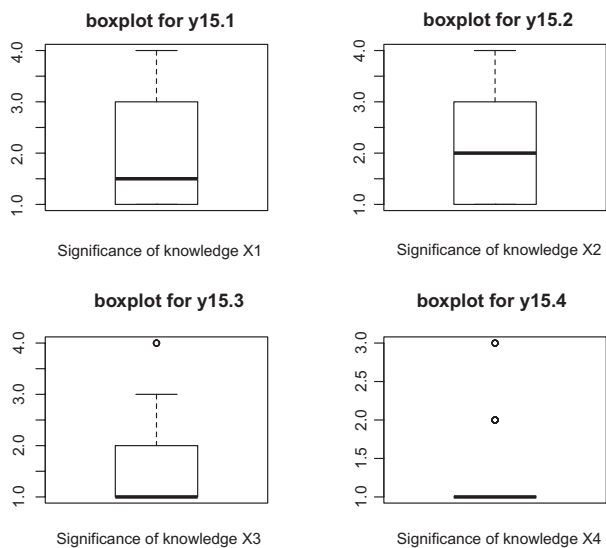 boxplot for y15.1
4.0
3.0
2.0
1.0
Significance of knowledge X1
boxplot for y15.2
4.0
3.0
2.0
1.0
Significance of knowledge X2
boxplot for y15.3
4.0
3.0
2.0
1.0
Significance of knowledge X3
boxplot for y15.4
3.0
2.5
2.0
1.5
1.0
Significance of knowledge X4